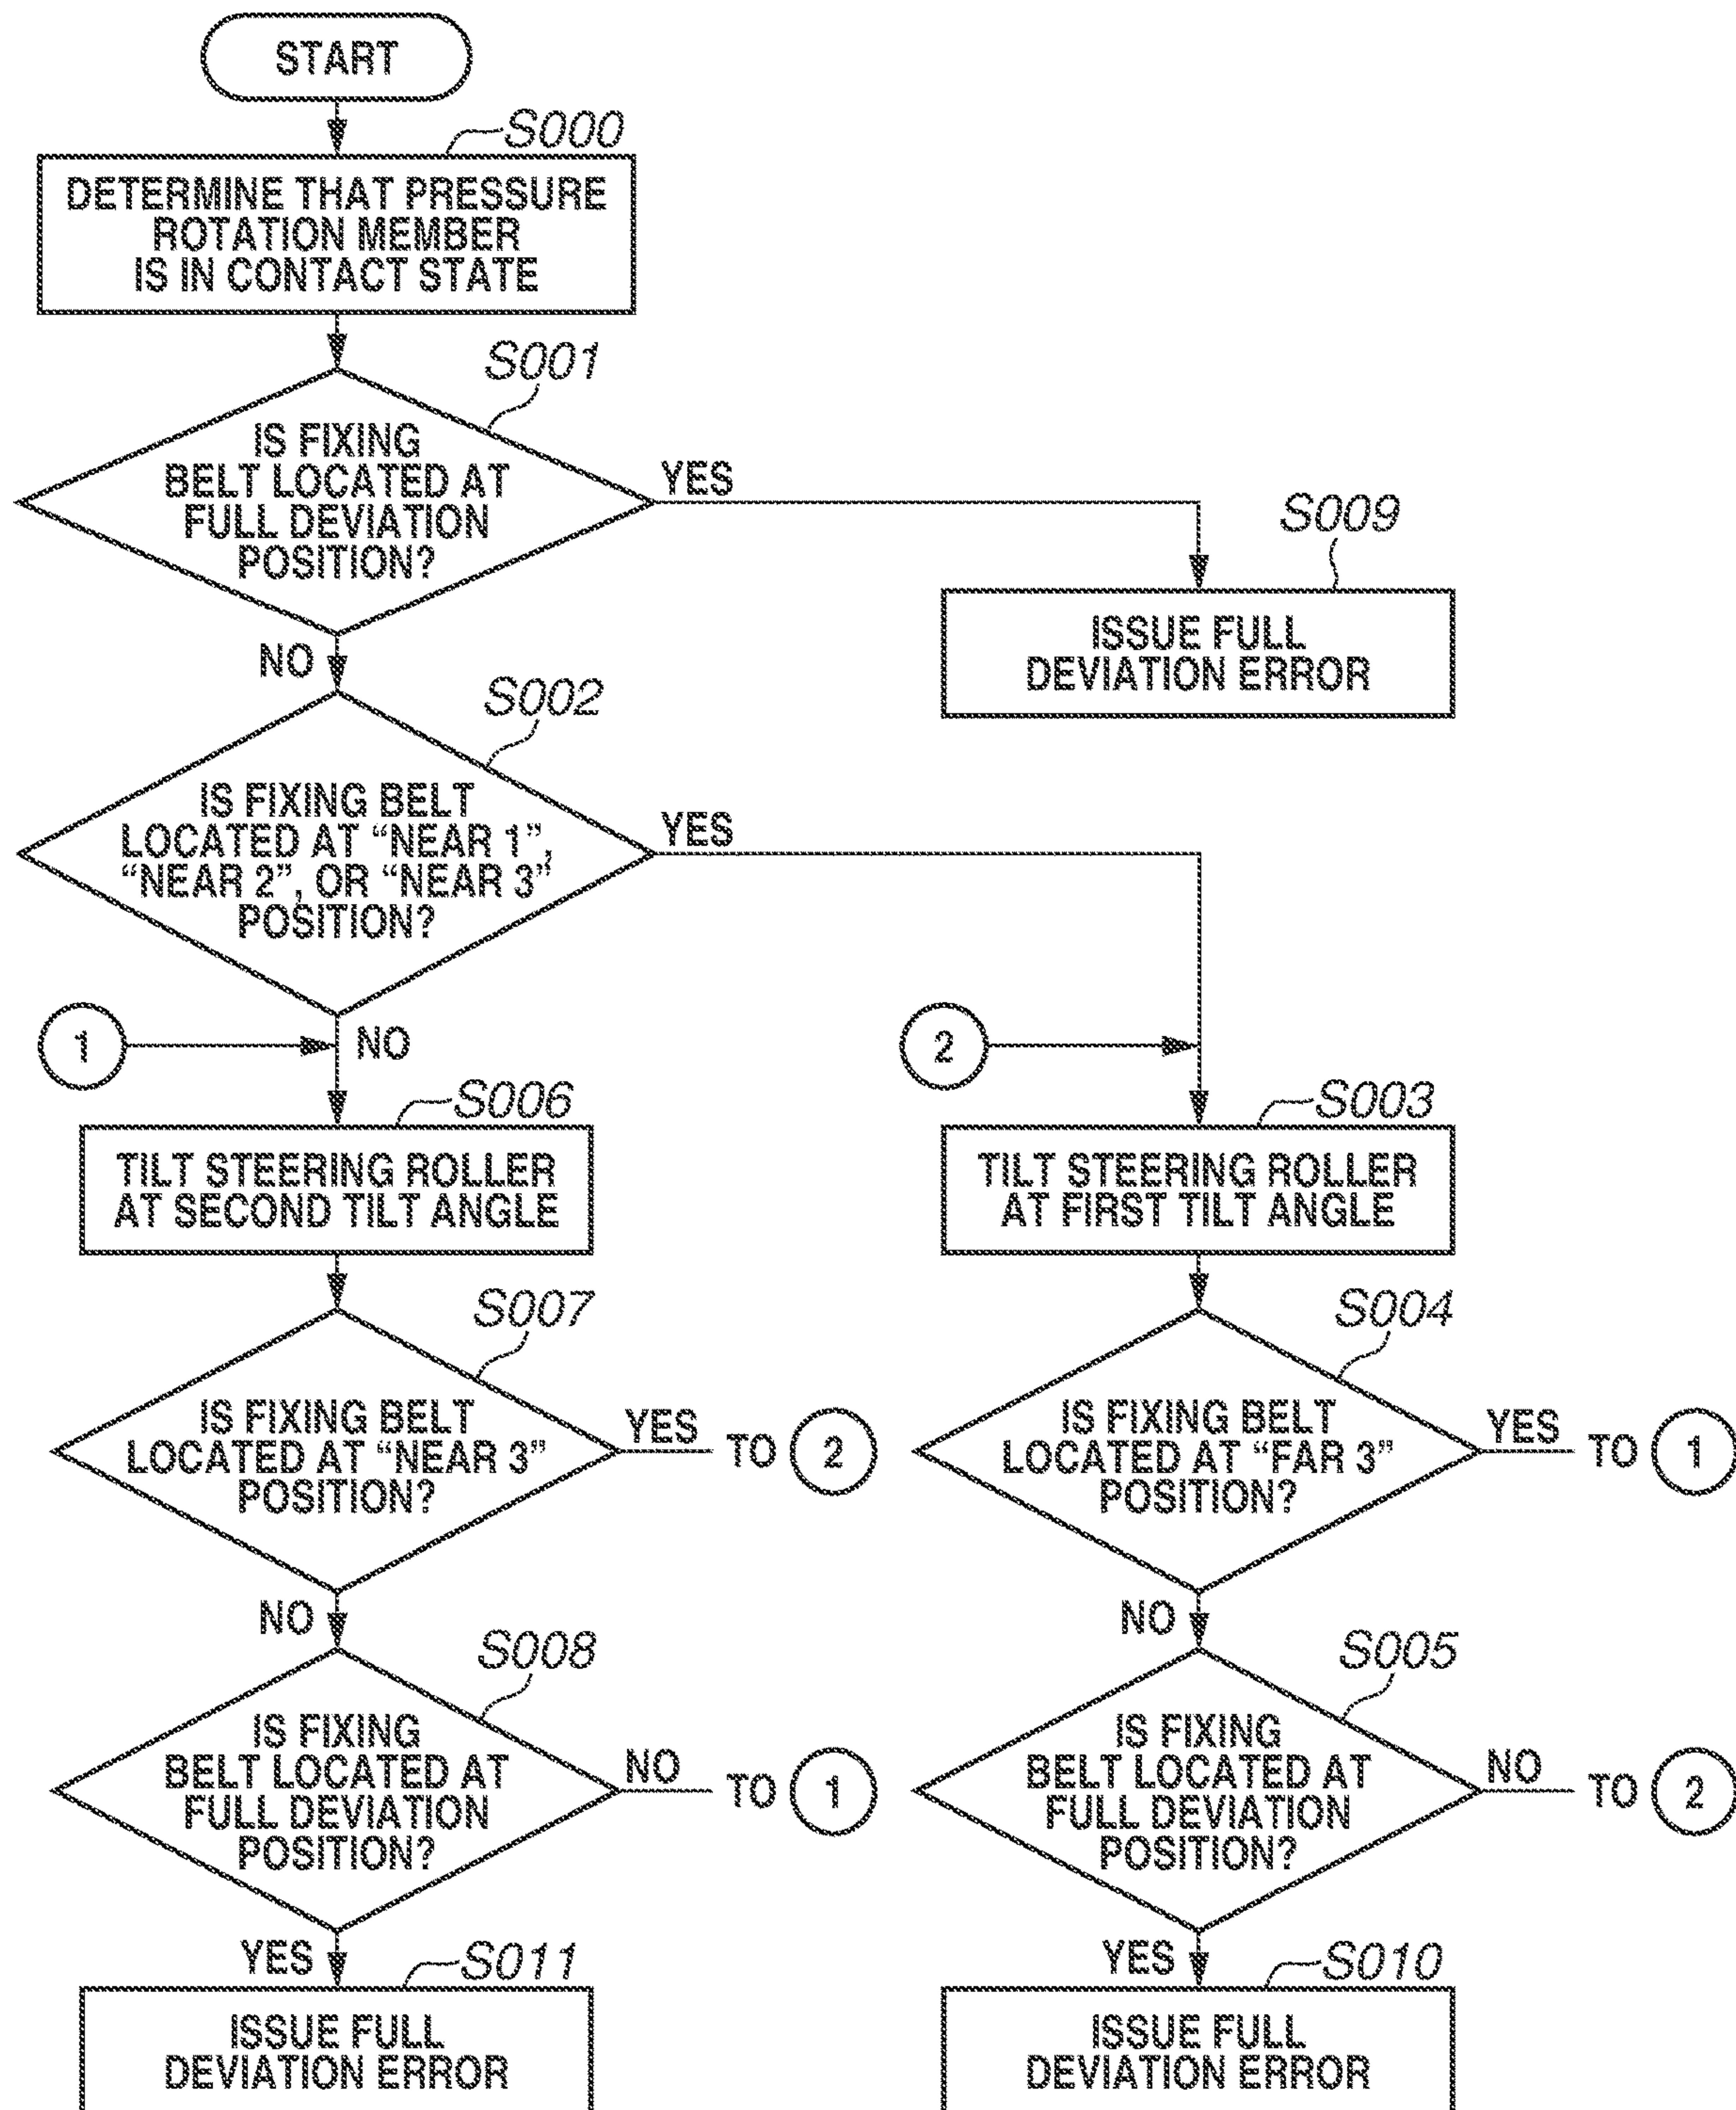 START
S000
DETERMINE THAT PRESSURE
ROTATION MEMBER
IS IN CONTACT STATE
S001
IS FIXING
BELT LOCATED AT
FULL DEVIATION
POSITION?
YES
S009
ISSUE FULL
DEVIATION ERROR
NO
S002
IS FIXING BELT
LOCATED AT “NEAR 1”,
“NEAR 2”, OR “NEAR 3”
POSITION?
YES
1
NO
2
S006
TILT STEERING ROLLER
AT SECOND TILT ANGLE
S003
TILT STEERING ROLLER
AT FIRST TILT ANGLE
S007
IS FIXING BELT
LOCATED AT “NEAR 3”
POSITION?
YES
TO 2
S004
IS FIXING BELT
LOCATED AT “FAR 3”
POSITION?
YES
TO 1
NO
NO
S008
IS FIXING
BELT LOCATED AT
FULL DEVIATION
POSITION?
NO
TO 1
S005
IS FIXING
BELT LOCATED AT
FULL DEVIATION
POSITION?
NO
TO 2
YES
S011
ISSUE FULL
DEVIATION ERROR
YES
S010
ISSUE FULL
DEVIATION ERROR